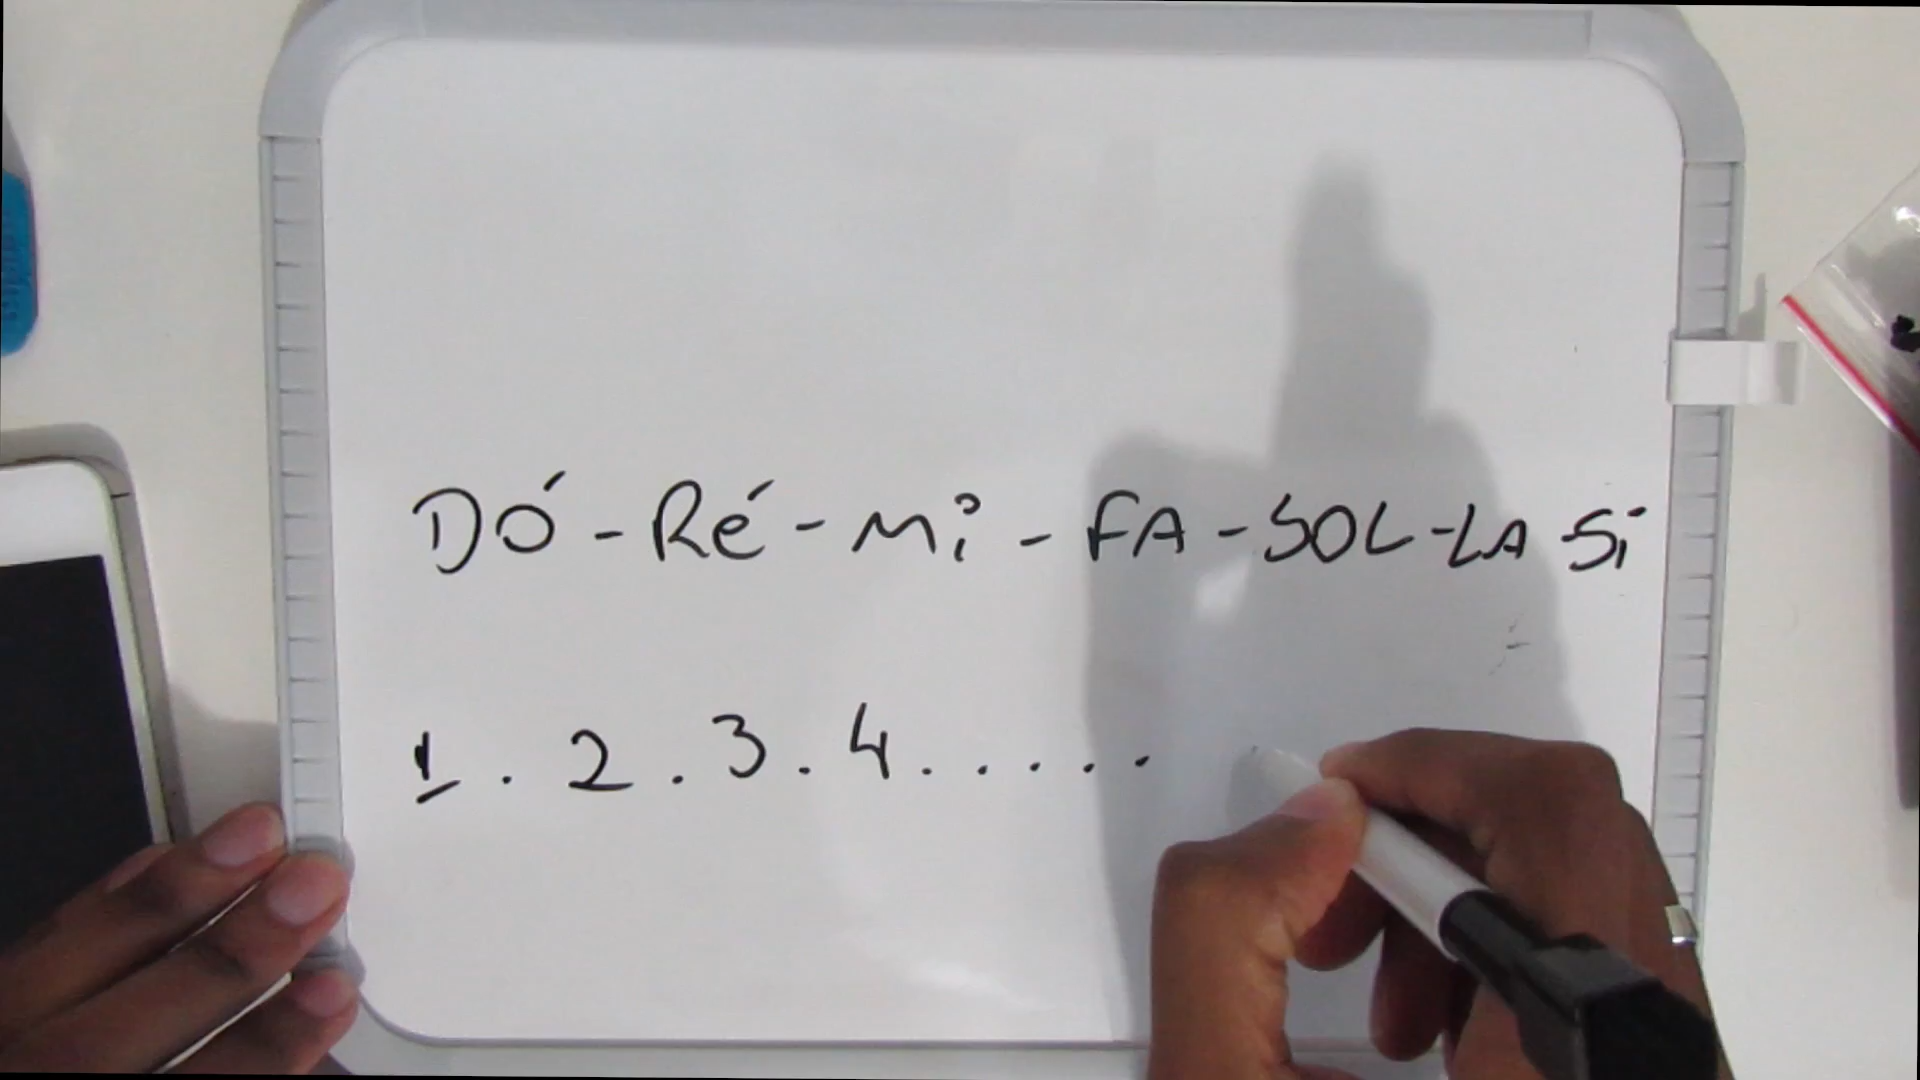 DÓ - Ré - Mi - FA - SOL - LA - Si
1 . 2 . 3 . 4 . . . . .